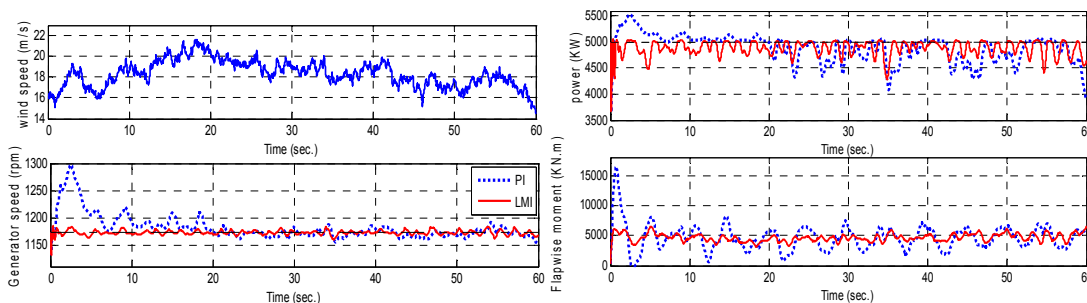 22
20
18
16
14
wind speed (m/s)
0 10 20 30 40 50 60
Time (sec.)
1300
1250
1200
1150
Generator speed (rpm)
PI
LMI
0 10 20 30 40 50 60
Time (sec.)
5500
5000
4500
4000
3500
power (KW)
0 10 20 30 40 50 60
Time (sec.)
15000
10000
5000
0
Flapwise moment (KN.m)
0 10 20 30 40 50 60
Time (sec.)